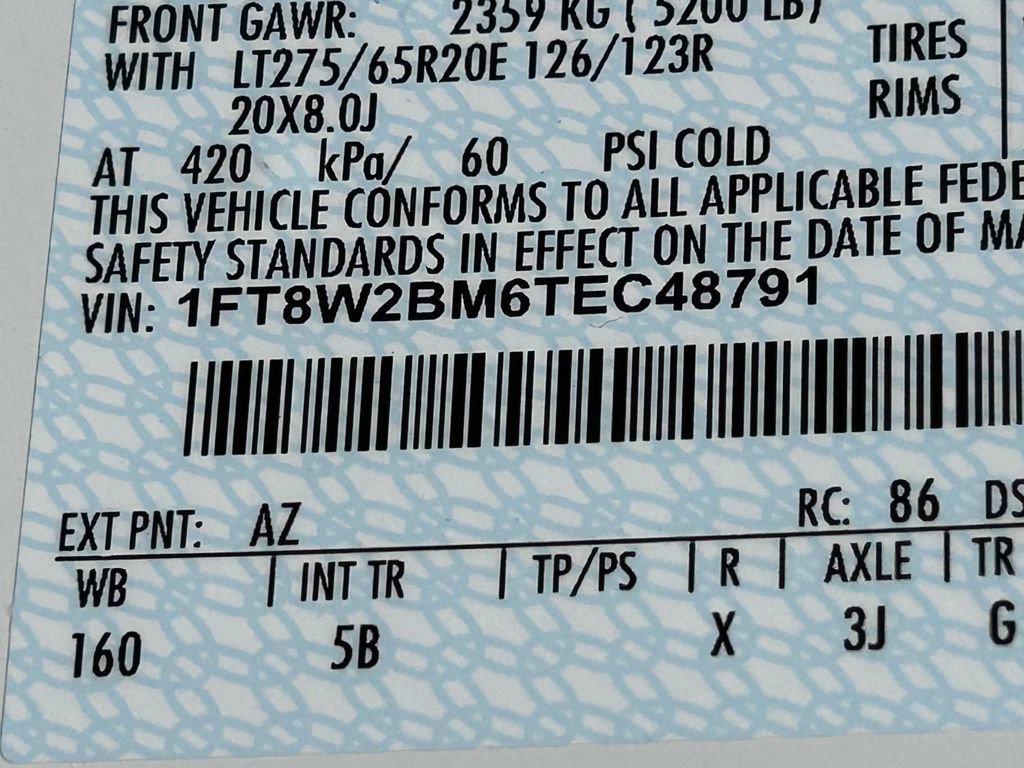 FRONT GAWR: 2359 KG ( 5200 LB)
WITH LT275/65R20E 126/123R TIRES
20X8.0J RIMS
AT 420 kPa/ 60 PSI COLD
THIS VEHICLE CONFORMS TO ALL APPLICABLE FEDE
SAFETY STANDARDS IN EFFECT ON THE DATE OF MA
VIN: 1FT8W2BM6TEC48791
EXT PNT: AZ RC: 86 DS
WB | INT TR | TP/PS | R | AXLE | TR
160 5B X 3J G